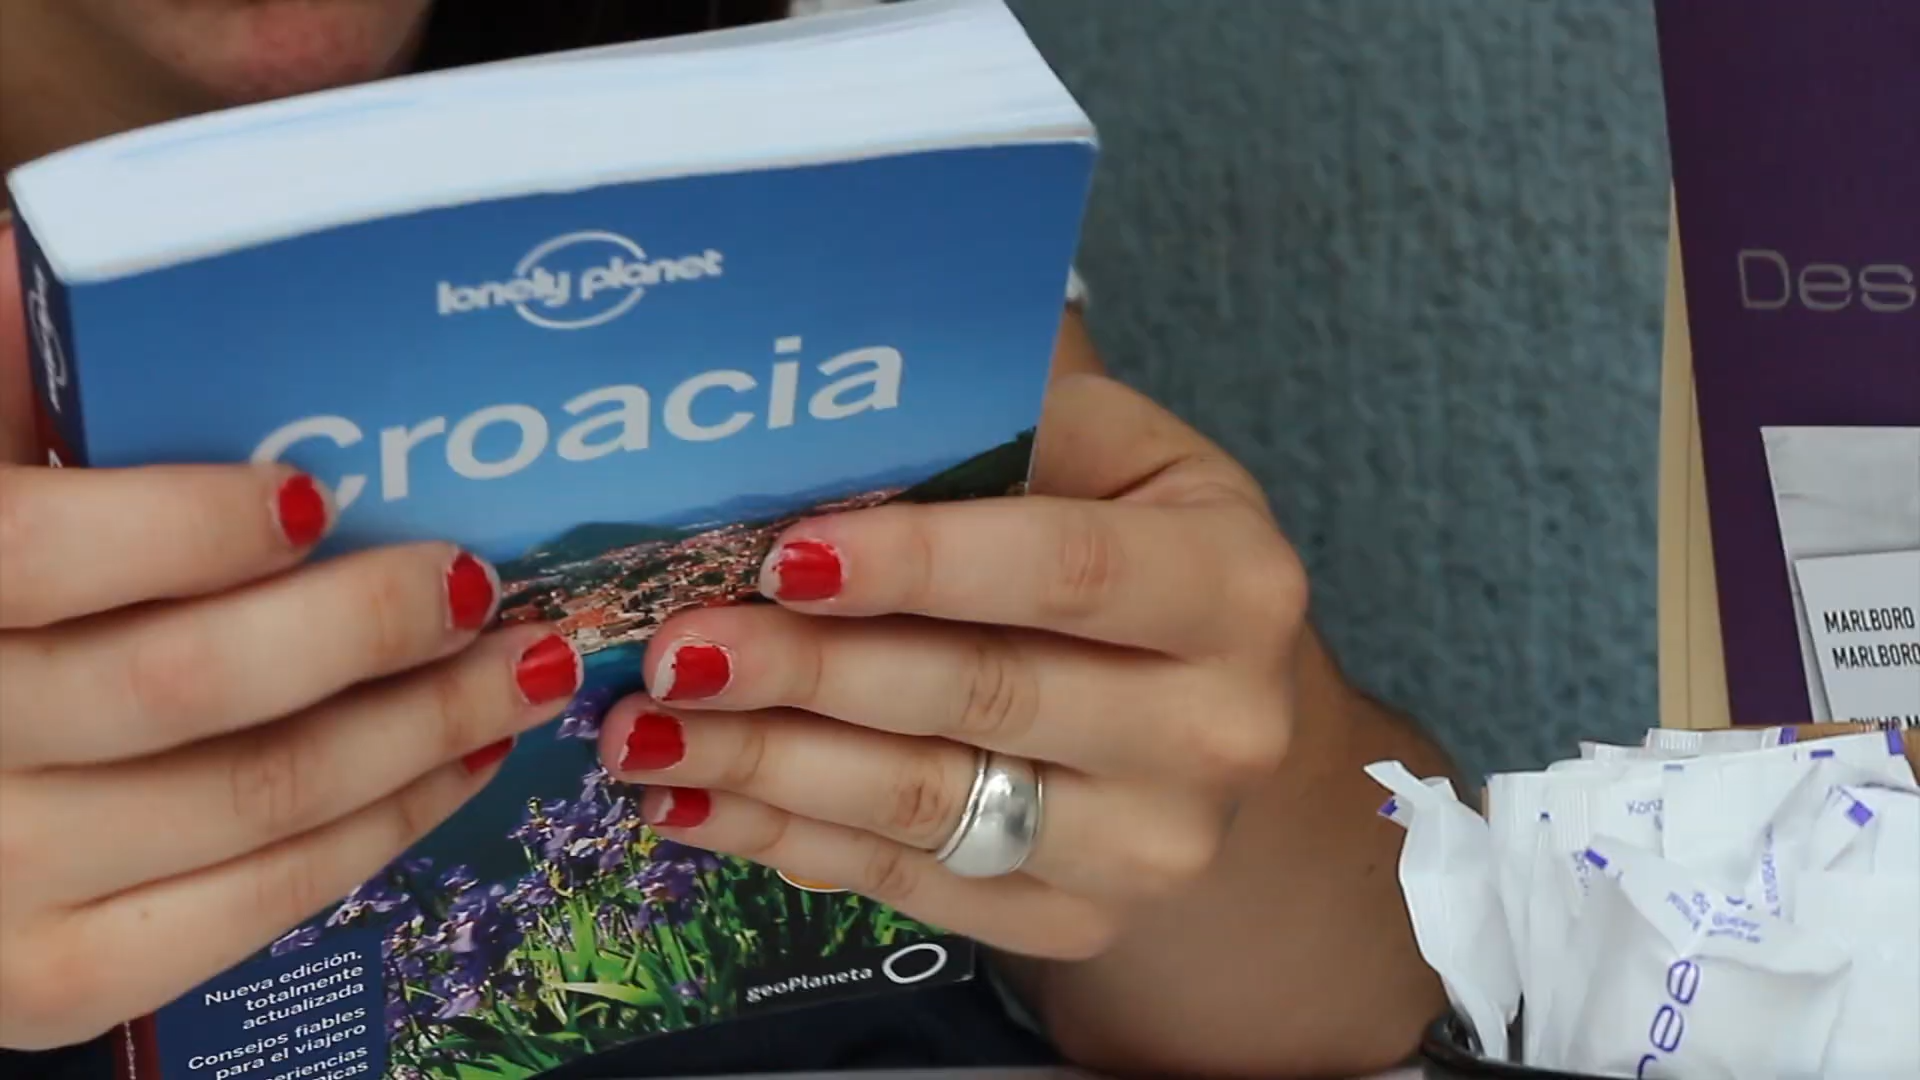 lonely planet
Croacia
Nueva edición,
totalmente
actualizada
Consejos fiables
para el viajero
geoPlaneta
Des
MARLBORO
MARLBORO